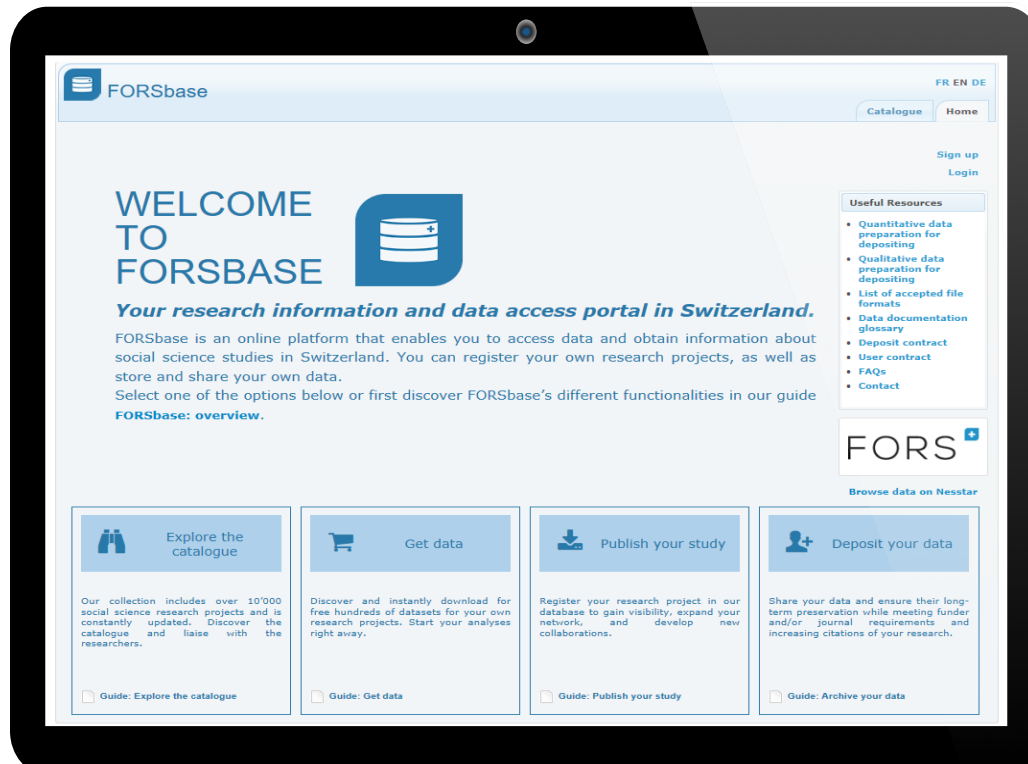 FORSbase
FR EN DE
Catalogue
Home
Sign up
Login
WELCOME
TO
FORSBASE
Your research information and data access portal in Switzerland.
FORSbase is an online platform that enables you to access data and obtain information about
social science studies in Switzerland. You can register your own research projects, as well as
store and share your own data.
Select one of the options below or first discover FORSbase's different functionalities in our guide
FORSbase: overview.
Useful Resources
Quantitative data
preparation for
depositing
Qualitative data
preparation for
depositing
List of accepted file
formats
Data documentation
glossary
Deposit contract
User contract
FAQs
Contact
FORS
Browse data on Nesstar
Explore the
catalogue
Our collection includes over 10'000
social science research projects and is
constantly updated. Discover the
catalogue and liaise with the
researchers.
Guide: Explore the catalogue
Get data
Discover and instantly download for
free hundreds of datasets for your own
research projects. Start your analyses
right away.
Guide: Get data
Publish your study
Register your research project in our
database to gain visibility, expand your
network, and develop new
collaborations.
Guide: Publish your study
Deposit your data
Share your data and ensure their long-
term preservation while meeting funder
and/or journal requirements and
increasing citations of your research.
Guide: Archive your data